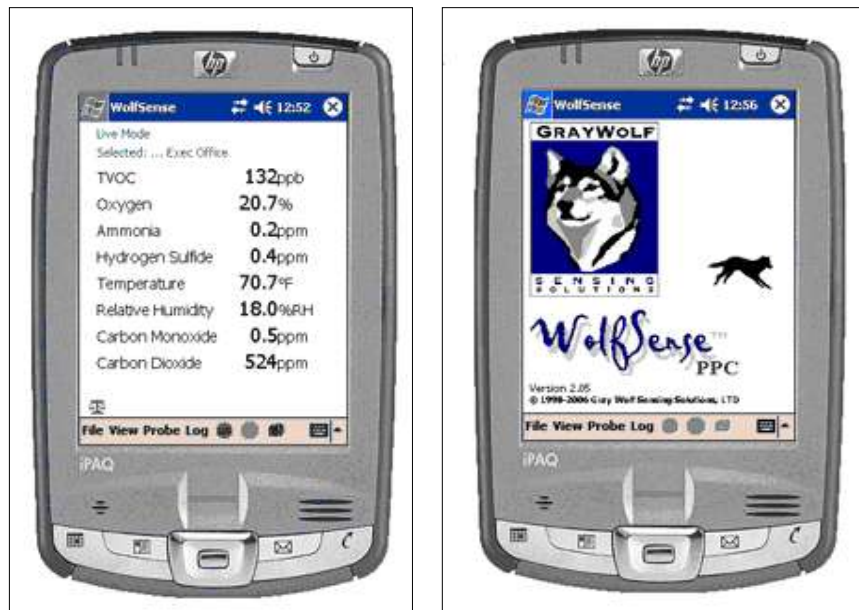 hp
WolfSense 12:52
Live Mode
Selected: ... Exec Office
TVOC 132ppb
Oxygen 20.7%
Ammonia 0.2ppm
Hydrogen Sulfide 0.4ppm
Temperature 70.7°F
Relative Humidity 18.0%RH
Carbon Monoxide 0.5ppm
Carbon Dioxide 524ppm
File View Probe Log
iPAQ
hp
WolfSense 12:56
GRAYWOLF
SENSING
SOLUTIONS
WolfSense™
PPC
Version 2.05
© 1998-2006 Gray Wolf Sensing Solutions, LTD
File View Probe Log
iPAQ